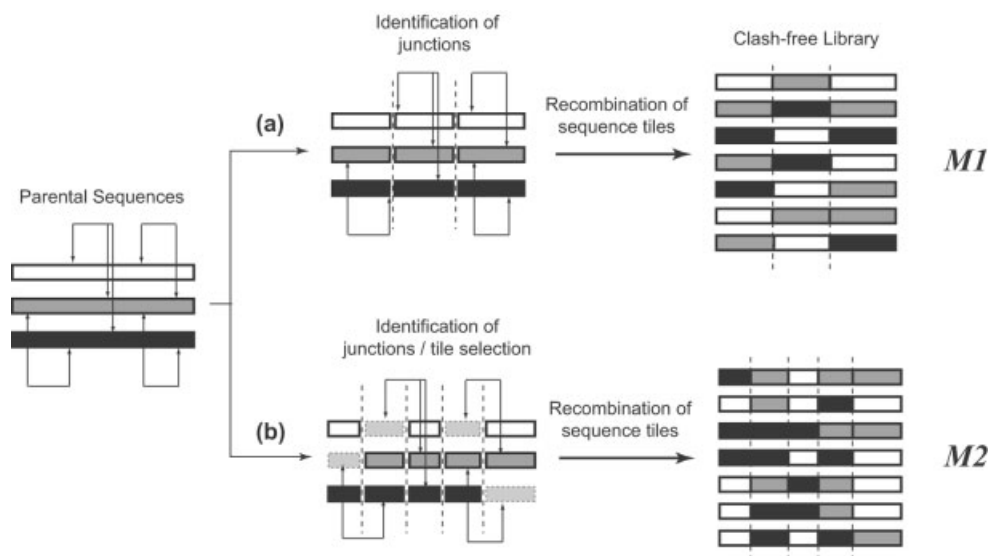 Identification of
junctions
Clash-free Library
(a)
Recombination of
sequence tiles
M1
Parental Sequences
Identification of
junctions / tile selection
(b)
Recombination of
sequence tiles
M2